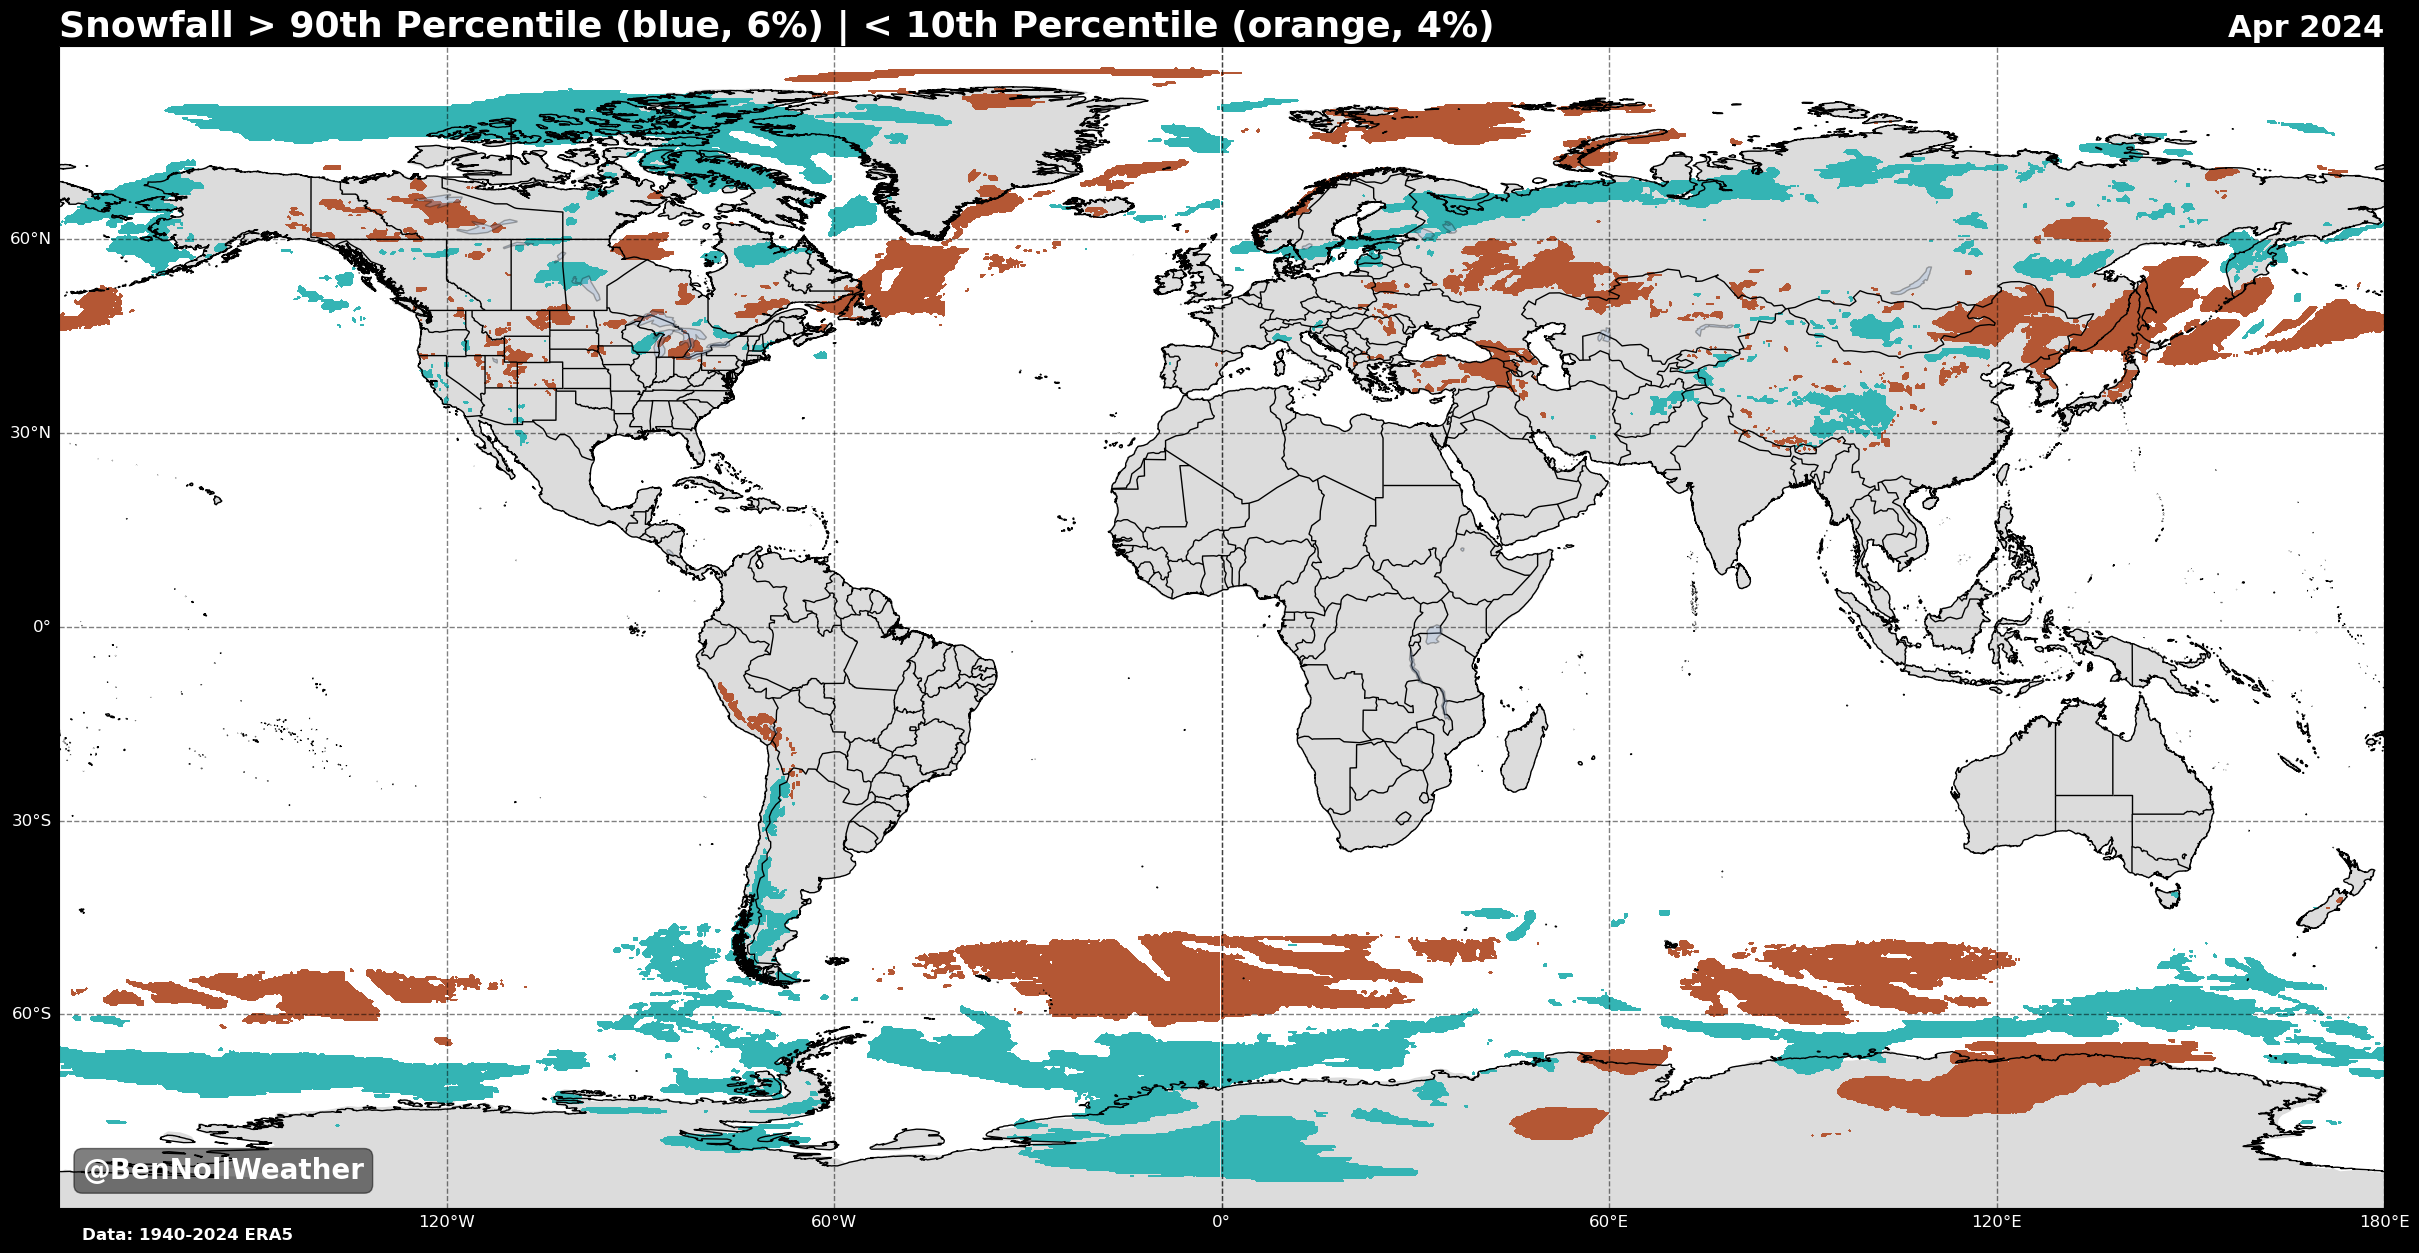 Snowfall > 90th Percentile (blue, 6%) | < 10th Percentile (orange, 4%)
Apr 2024
60°N
30°N
0°
30°S
60°S
@BenNollWeather
120°W
60°W
0°
60°E
120°E
180°E
Data: 1940-2024 ERA5